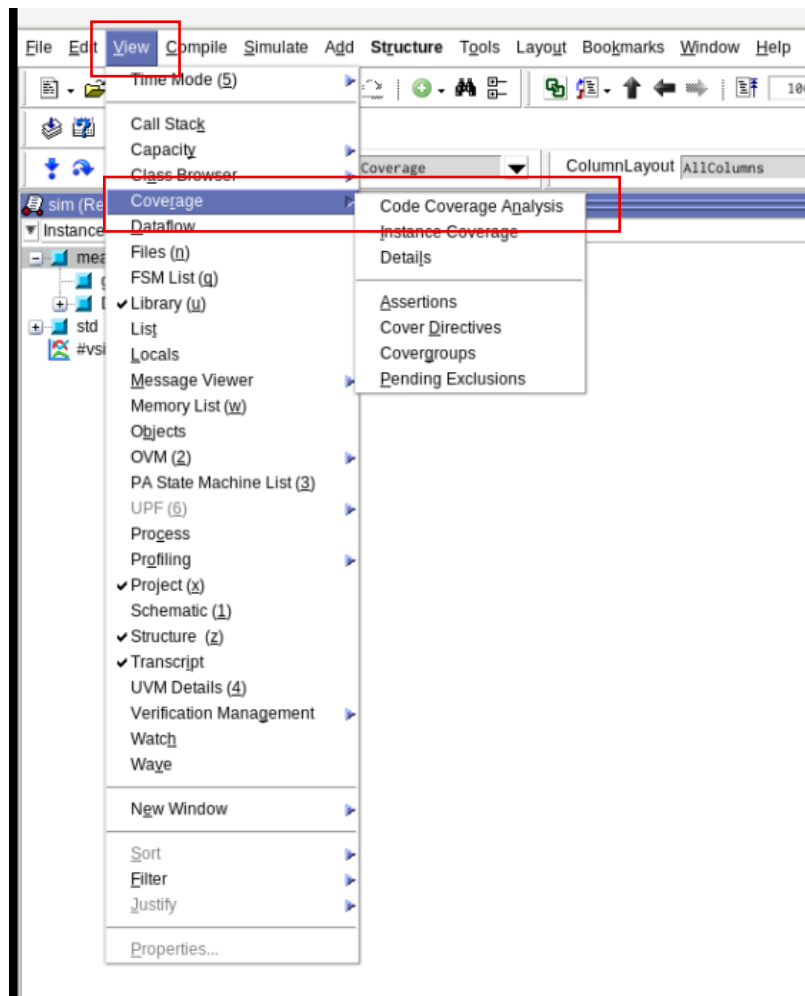 File Edit View Compile Simulate Add Structure Tools Layout Bookmarks Window Help
Time Mode (5)
Call Stack
Capacity
Coverage
ColumnLayout AllColumns
Class Browser
sim (Re
Coverage
Code Coverage Analysis
Instance
Dataflow
Instance Coverage
Files (n)
Details
FSM List (q)
Library (u)
Assertions
std
List
Cover Directives
#vsi
Locals
Covergroups
Message Viewer
Pending Exclusions
Memory List (w)
Objects
OVM (2)
PA State Machine List (3)
UPF (6)
Process
Profiling
Project (x)
Schematic (1)
Structure (z)
Transcript
UVM Details (4)
Verification Management
Watch
Wave
New Window
Sort
Filter
Justify
Properties...